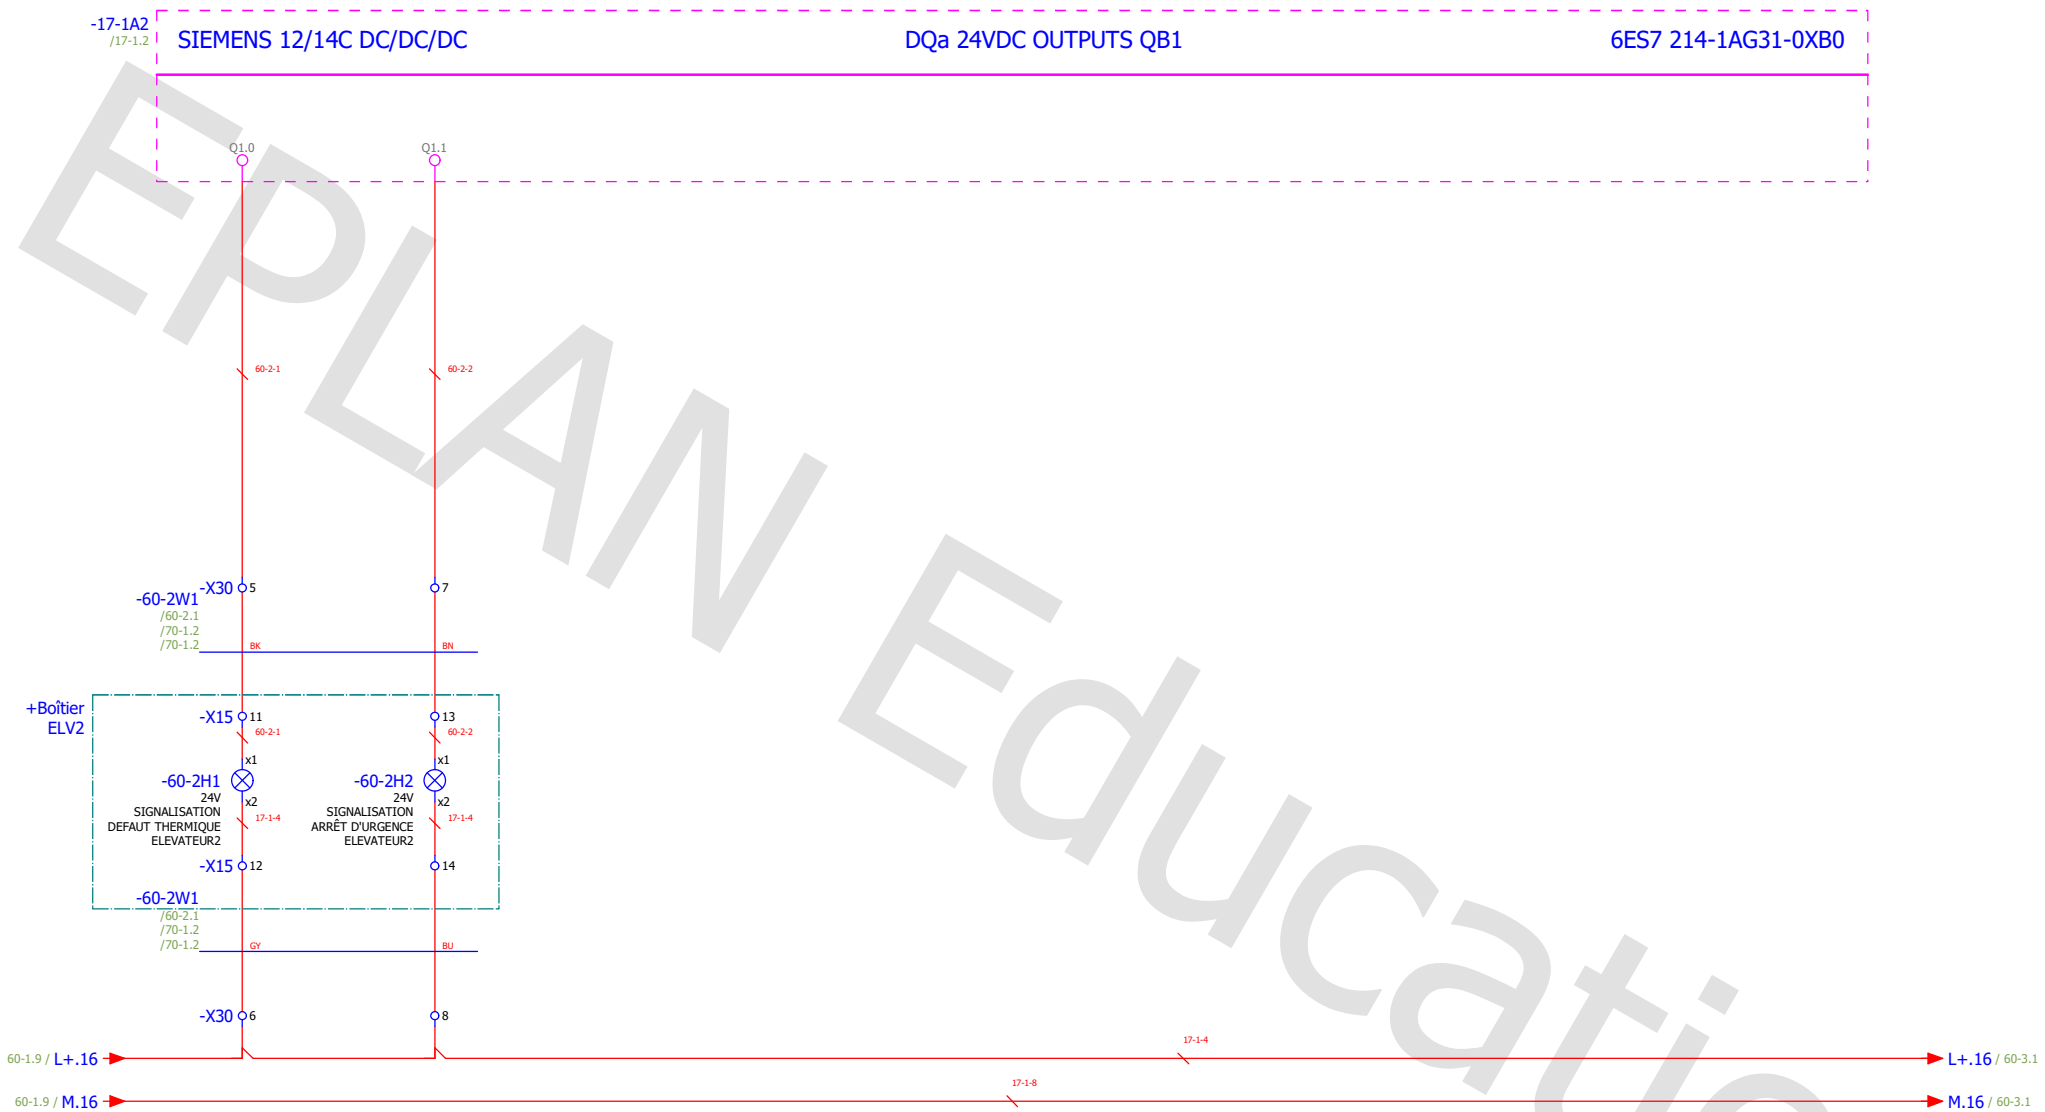 -17-1A2
/17-1.2
SIEMENS 12/14C DC/DC/DC
DQa 24VDC OUTPUTS QB1
6ES7 214-1AG31-0XB0
Q1.0
Q1.1
60-2-1
60-2-2
-X30
5
7
-60-2W1
/60-2.1
/70-1.2
/70-1.2
BK
BN
+Boîtier
ELV2
-X15
11
13
60-2-1
60-2-2
x1
x1
-60-2H1
-60-2H2
24V
SIGNALISATION
DEFAUT THERMIQUE
ELEVATEUR2
24V
SIGNALISATION
ARRÊT D'URGENCE
ELEVATEUR2
x2
x2
17-1-4
17-1-4
-X15
12
14
-60-2W1
/60-2.1
/70-1.2
/70-1.2
GY
BU
-X30
6
8
17-1-4
60-1.9 / L+.16
L+.16 / 60-3.1
17-1-8
60-1.9 / M.16
M.16 / 60-3.1
EPLAN Educatio